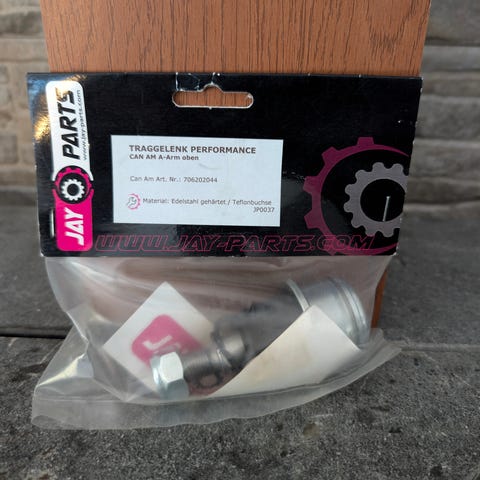 JAY PARTS
www.jay-parts.com
TRAGGELENK PERFORMANCE
CAN AM A-Arm oben
Can Am Art. Nr.: 706202044
Material: Edelstahl gehärtet / Teflonbuchse
JP0037
WWW.JAY-PARTS.COM